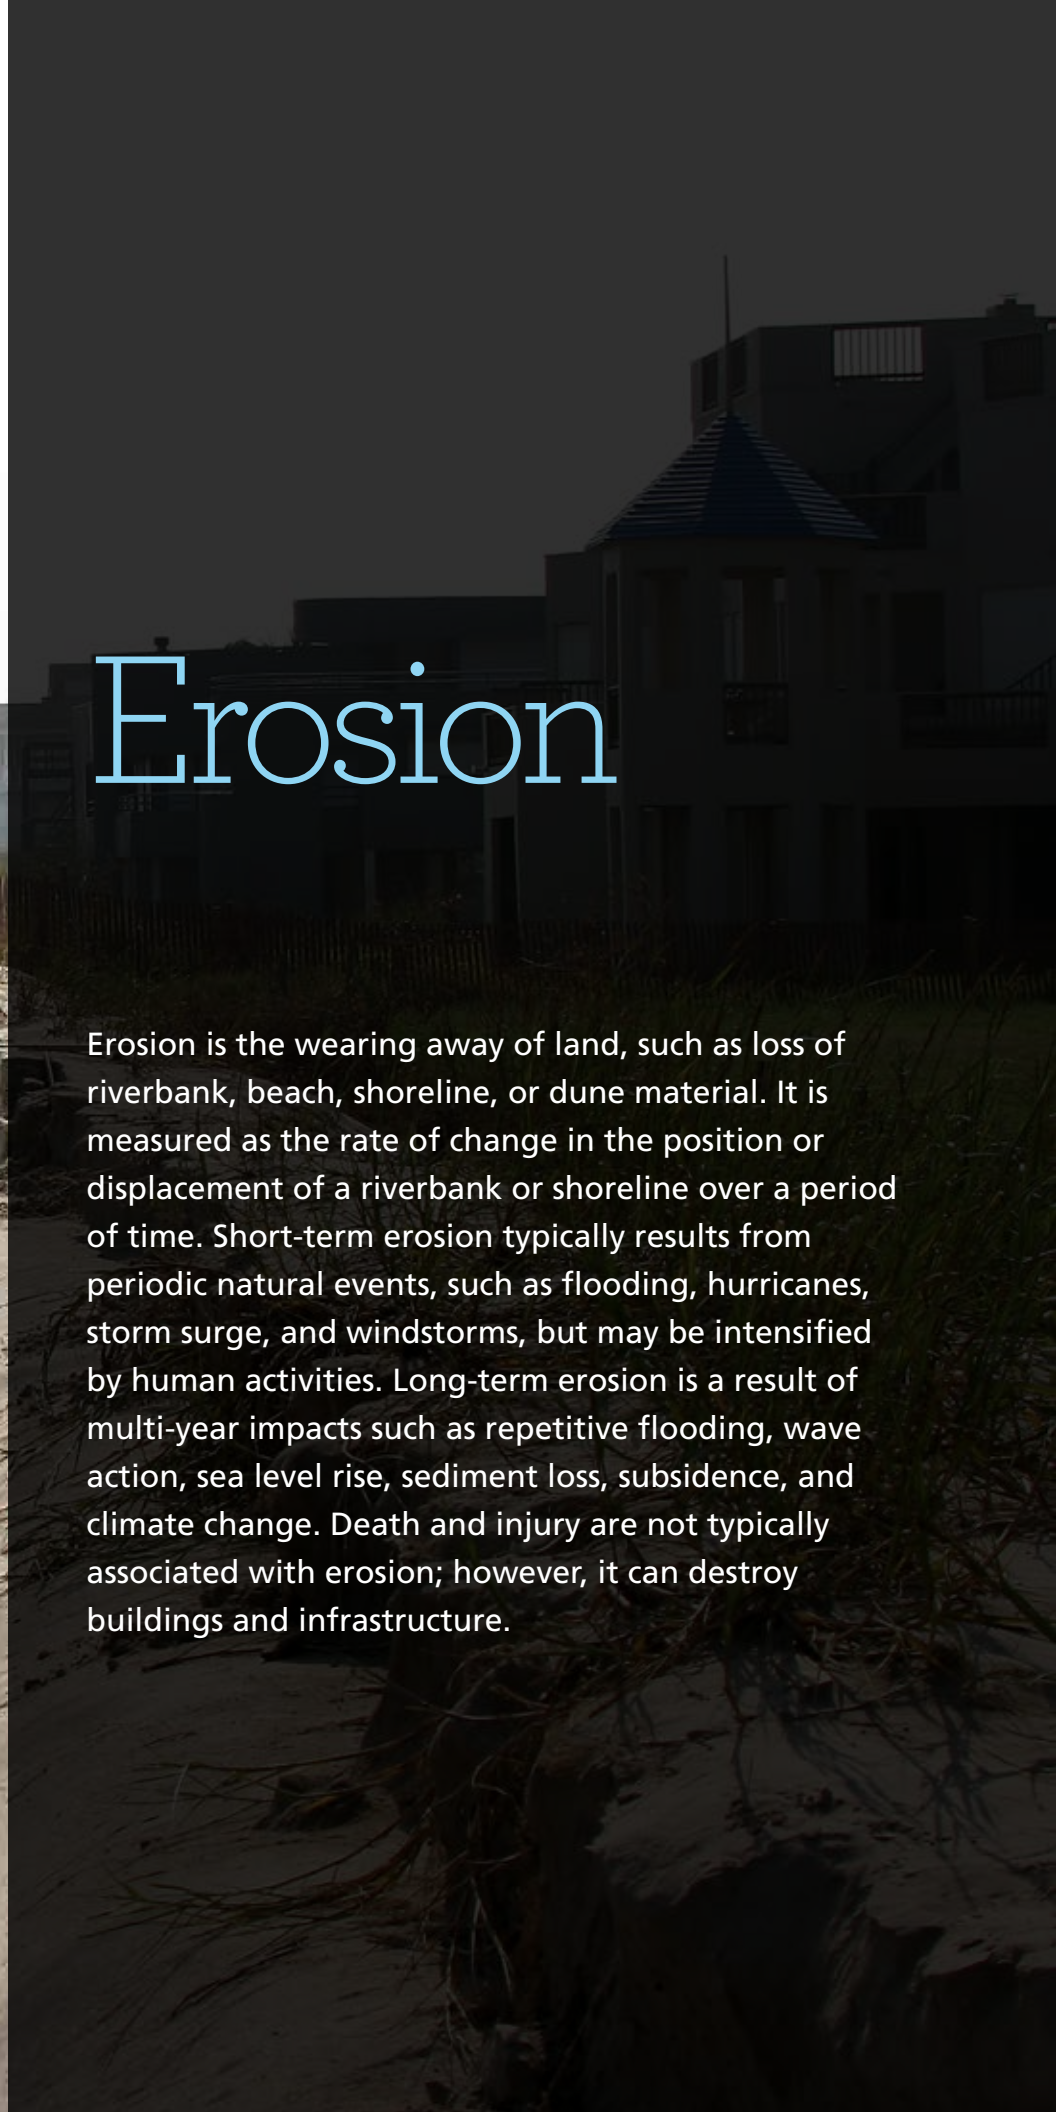 Erosion
Erosion is the wearing away of land, such as loss of
riverbank, beach, shoreline, or dune material. It is
measured as the rate of change in the position or
displacement of a riverbank or shoreline over a period
of time. Short-term erosion typically results from
periodic natural events, such as flooding, hurricanes,
storm surge, and windstorms, but may be intensified
by human activities. Long-term erosion is a result of
multi-year impacts such as repetitive flooding, wave
action, sea level rise, sediment loss, subsidence, and
climate change. Death and injury are not typically
associated with erosion; however, it can destroy
buildings and infrastructure.